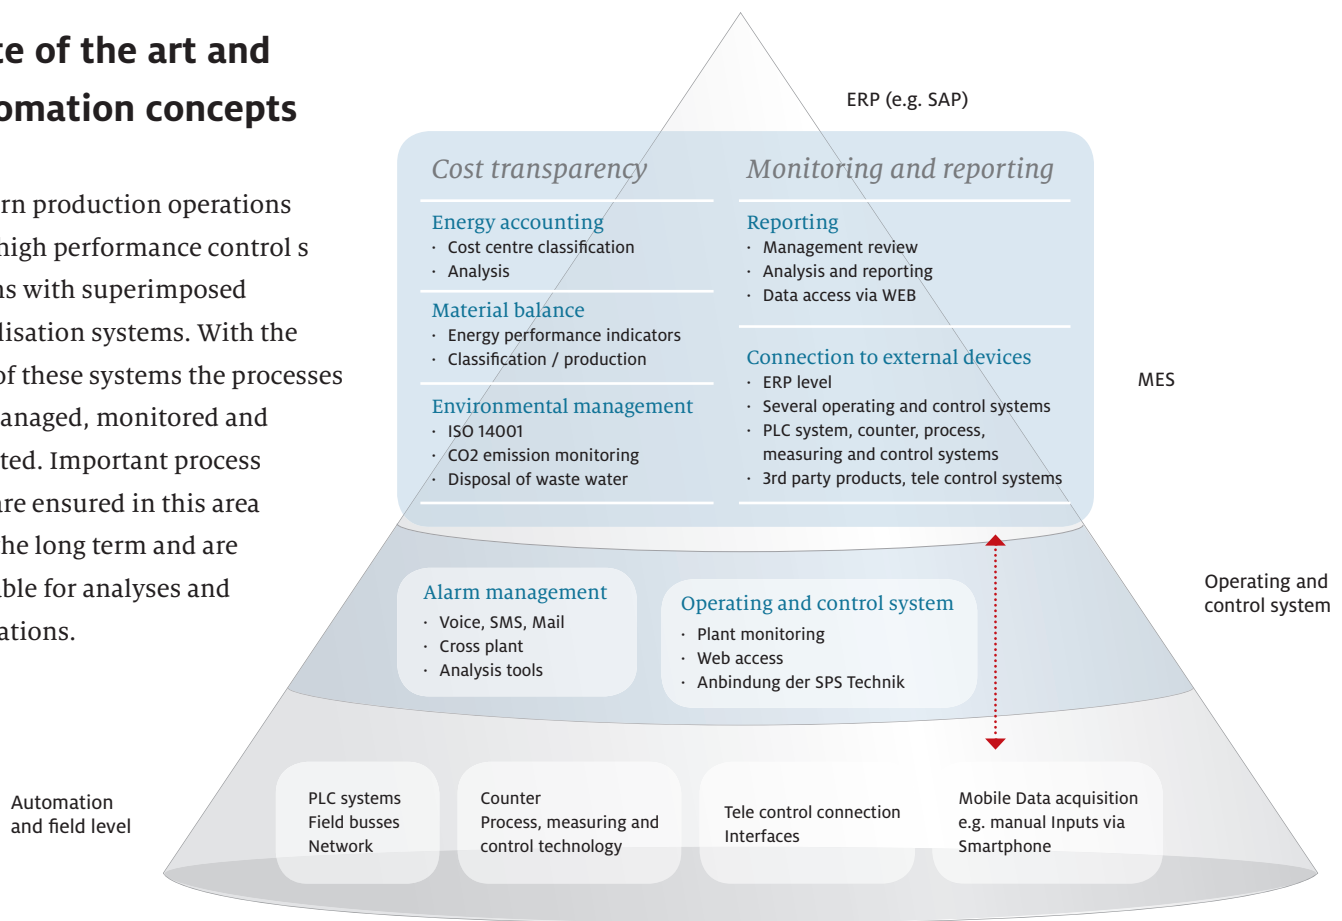 te of the art and
omation concepts
rn production operations
high performance control s
ns with superimposed
lisation systems. With the
of these systems the processes
anaged, monitored and
ted. Important process
are ensured in this area
he long term and are
ble for analyses and
ations.
ERP (e.g. SAP)
Cost transparency
Energy accounting
· Cost centre classification
· Analysis
Material balance
· Energy performance indicators
· Classification / production
Environmental management
· ISO 14001
· CO2 emission monitoring
· Disposal of waste water
Monitoring and reporting
Reporting
· Management review
· Analysis and reporting
· Data access via WEB
Connection to external devices
· ERP level
· Several operating and control systems
· PLC system, counter, process,
measuring and control systems
· 3rd party products, tele control systems
MES
Alarm management
· Voice, SMS, Mail
· Cross plant
· Analysis tools
Operating and control system
· Plant monitoring
· Web access
· Anbindung der SPS Technik
Operating and
control system
Automation
and field level
PLC systems
Field busses
Network
Counter
Process, measuring and
control technology
Tele control connection
Interfaces
Mobile Data acquisition
e.g. manual Inputs via
Smartphone